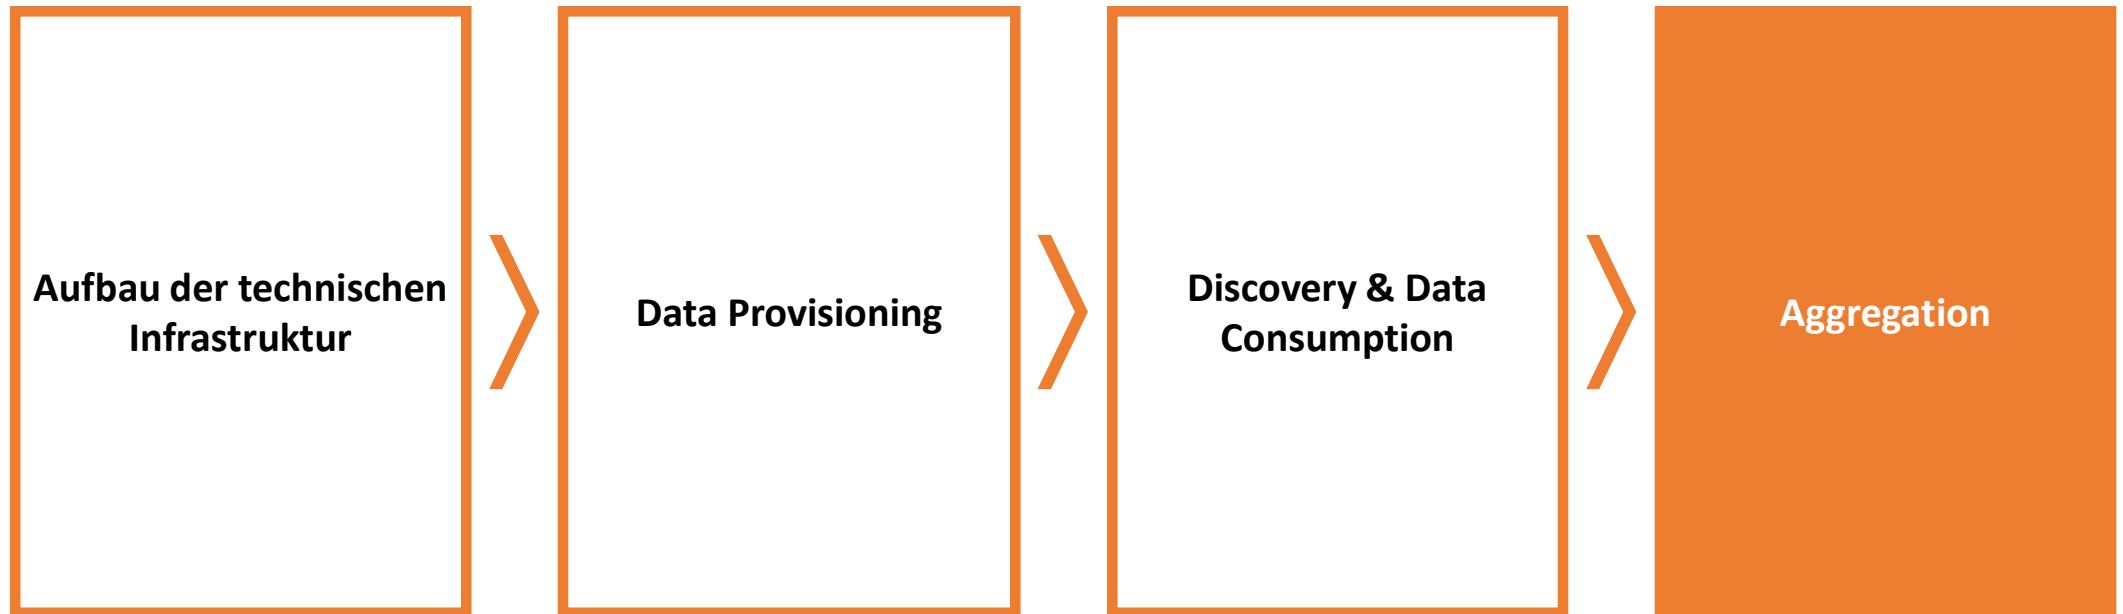 Aufbau der technischen
Infrastruktur
Data Provisioning
Discovery & Data
Consumption
Aggregation